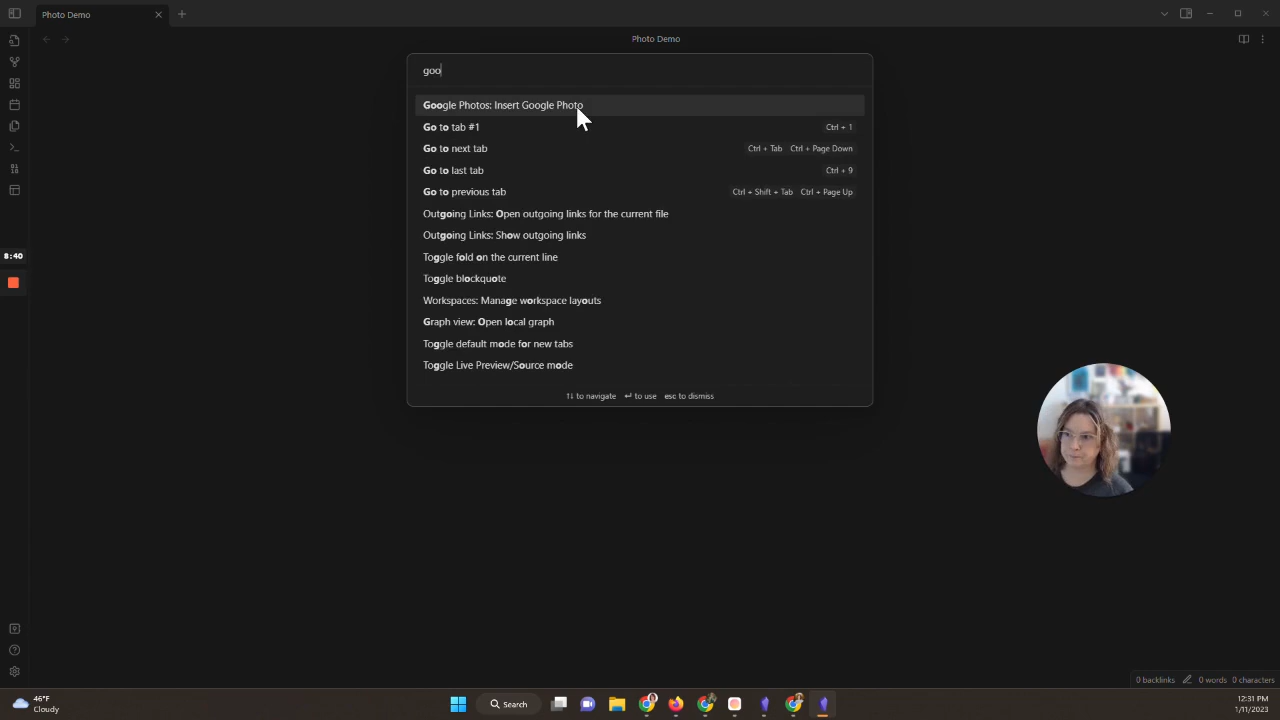 Photo Demo
Photo Demo
goo
Google Photos: Insert Google Photo
Go to tab #1 Ctrl + 1
Go to next tab Ctrl + Tab Ctrl + Page Down
Go to last tab Ctrl + 9
Go to previous tab Ctrl + Shift + Tab Ctrl + Page Up
Outgoing Links: Open outgoing links for the current file
Outgoing Links: Show outgoing links
8:40
Toggle fold on the current line
Toggle blockquote
Workspaces: Manage workspace layouts
Graph view: Open local graph
Toggle default mode for new tabs
Toggle Live Preview/Source mode
↑↓ to navigate ↵ to use esc to dismiss
0 backlinks 0 words 0 characters
46°F
Cloudy
Search
12:31 PM
1/11/2023